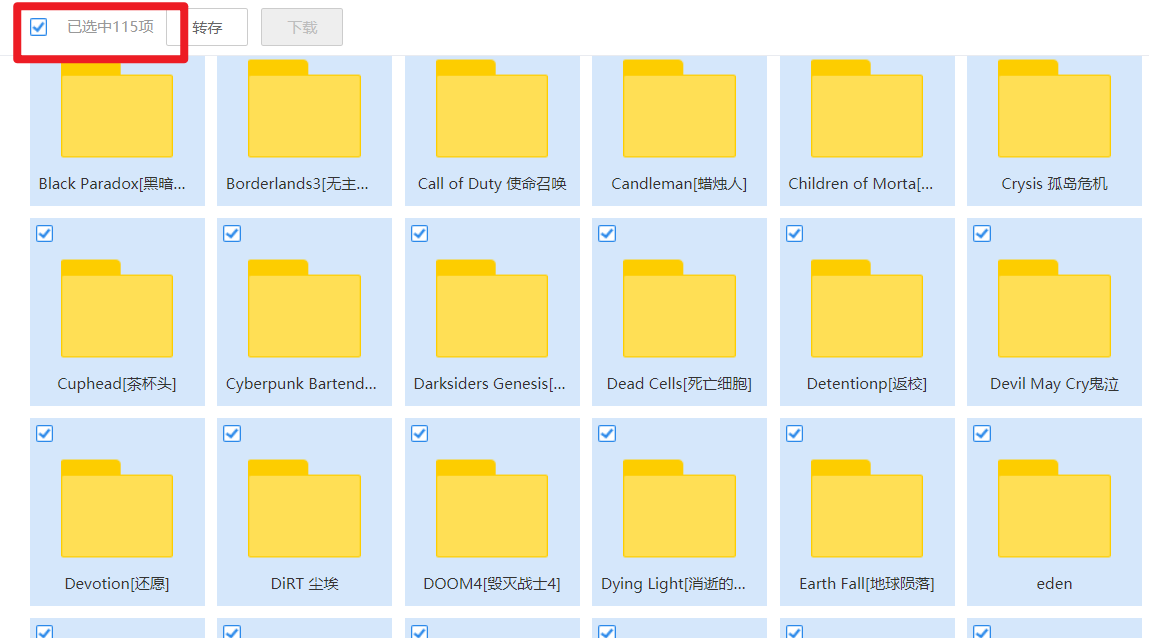 已选中115项
转存
下载
Black Paradox[黑暗...
Borderlands3[无主...
Call of Duty 使命召唤
Candleman[蜡烛人]
Children of Morta[...
Crysis 孤岛危机
Cuphead[茶杯头]
Cyberpunk Bartend...
Darksiders Genesis[...
Dead Cells[死亡细胞]
Detentionp[返校]
Devil May Cry鬼泣
Devotion[还愿]
DiRT 尘埃
DOOM4[毁灭战士4]
Dying Light[消逝的...
Earth Fall[地球陨落]
eden